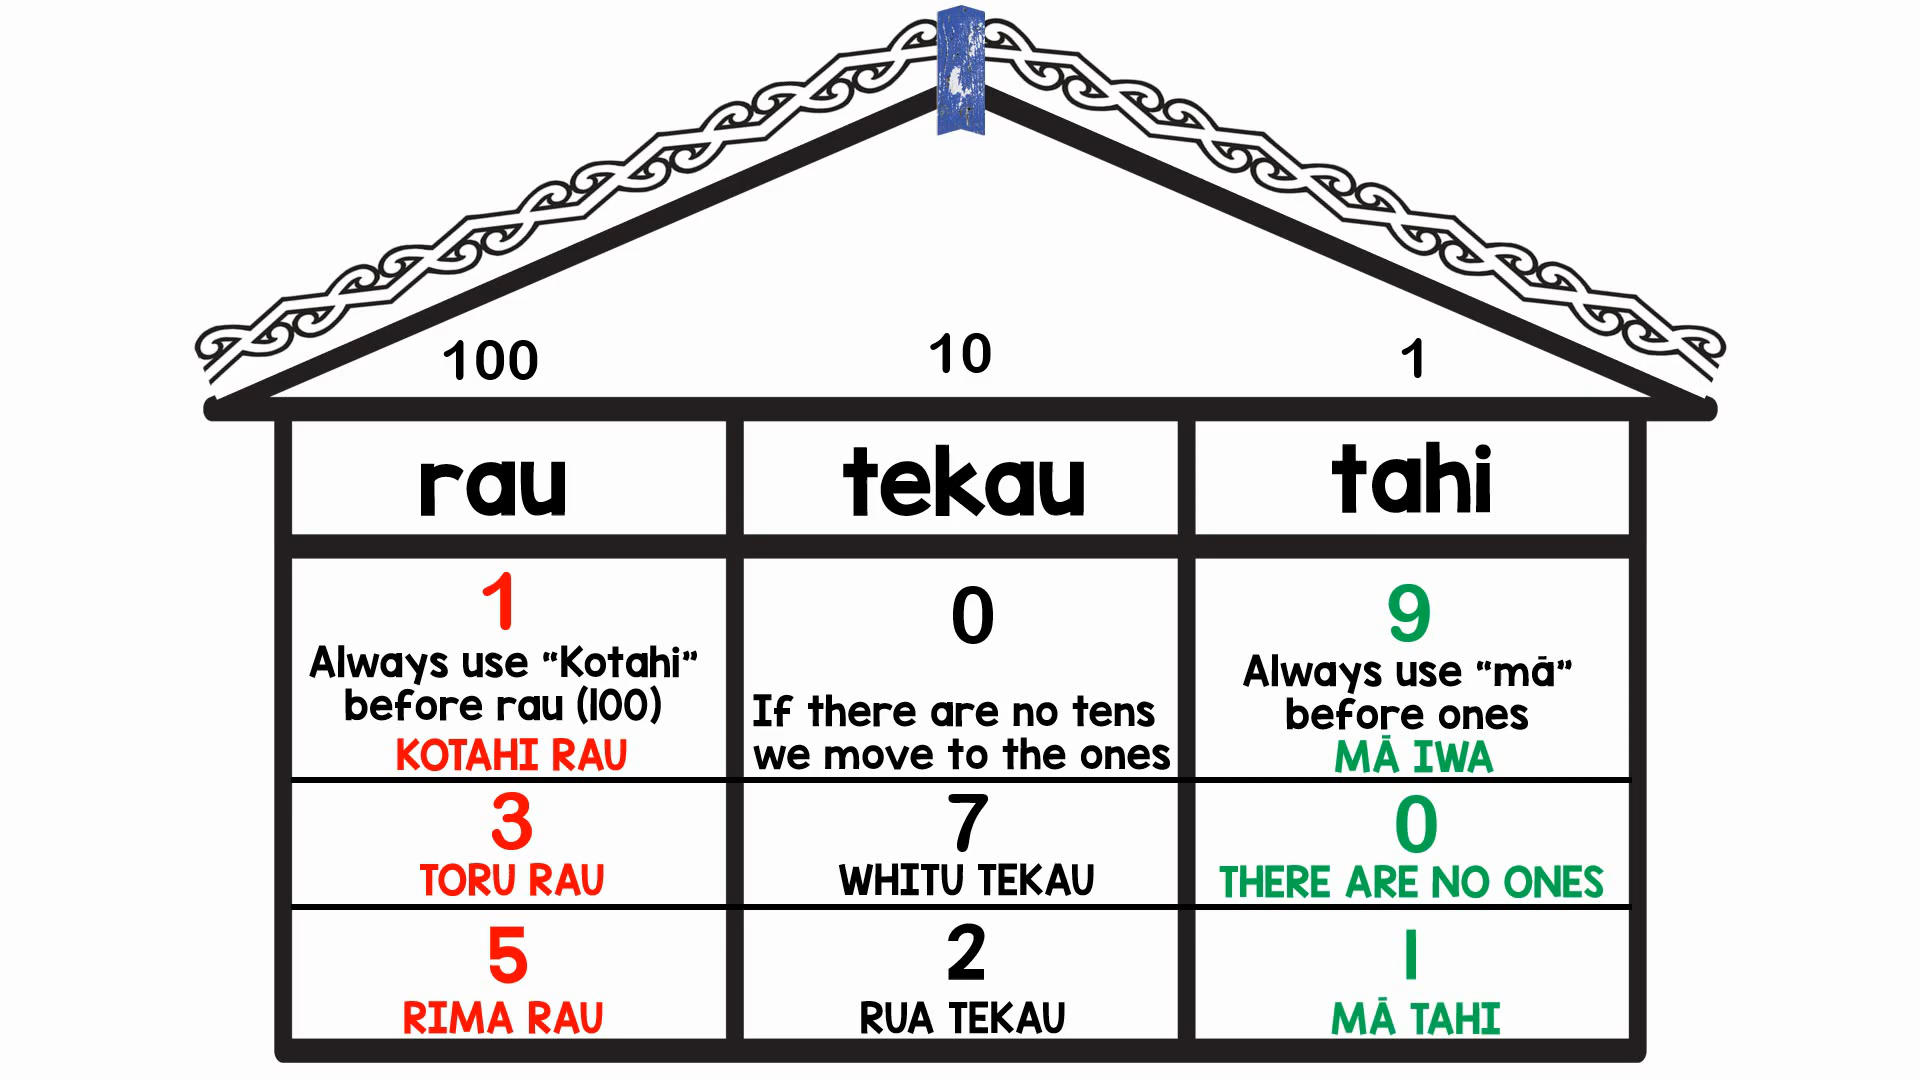 100 10 1
rau tekau tahi
1 0 9
Always use “Kotahi”
before rau (100)
KOTAHI RAU
If there are no tens
we move to the ones
Always use “mā”
before ones
MĀ IWA
3 7 0
TORU RAU WHITU TEKAU THERE ARE NO ONES
5 2 1
RIMA RAU RUA TEKAU MĀ TAHI